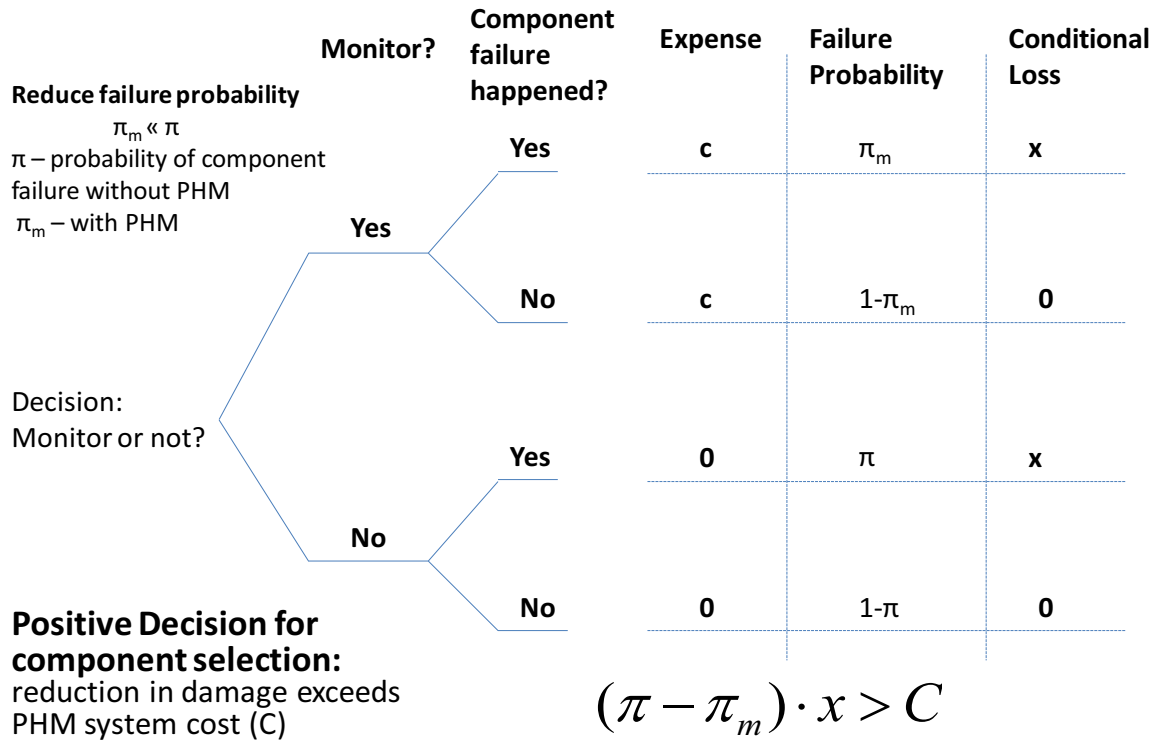 Monitor?
Component
failure
happened?
Expense
Failure
Probability
Conditional
Loss
Reduce failure probability
πm « π
π – probability of component
failure without PHM
πm – with PHM
Yes
c
πm
x
Yes
No
c
1-πm
0
Decision:
Monitor or not?
Yes
0
π
x
No
No
0
1-π
0
Positive Decision for
component selection:
reduction in damage exceeds
PHM system cost (C)
(π − πm) · x > C